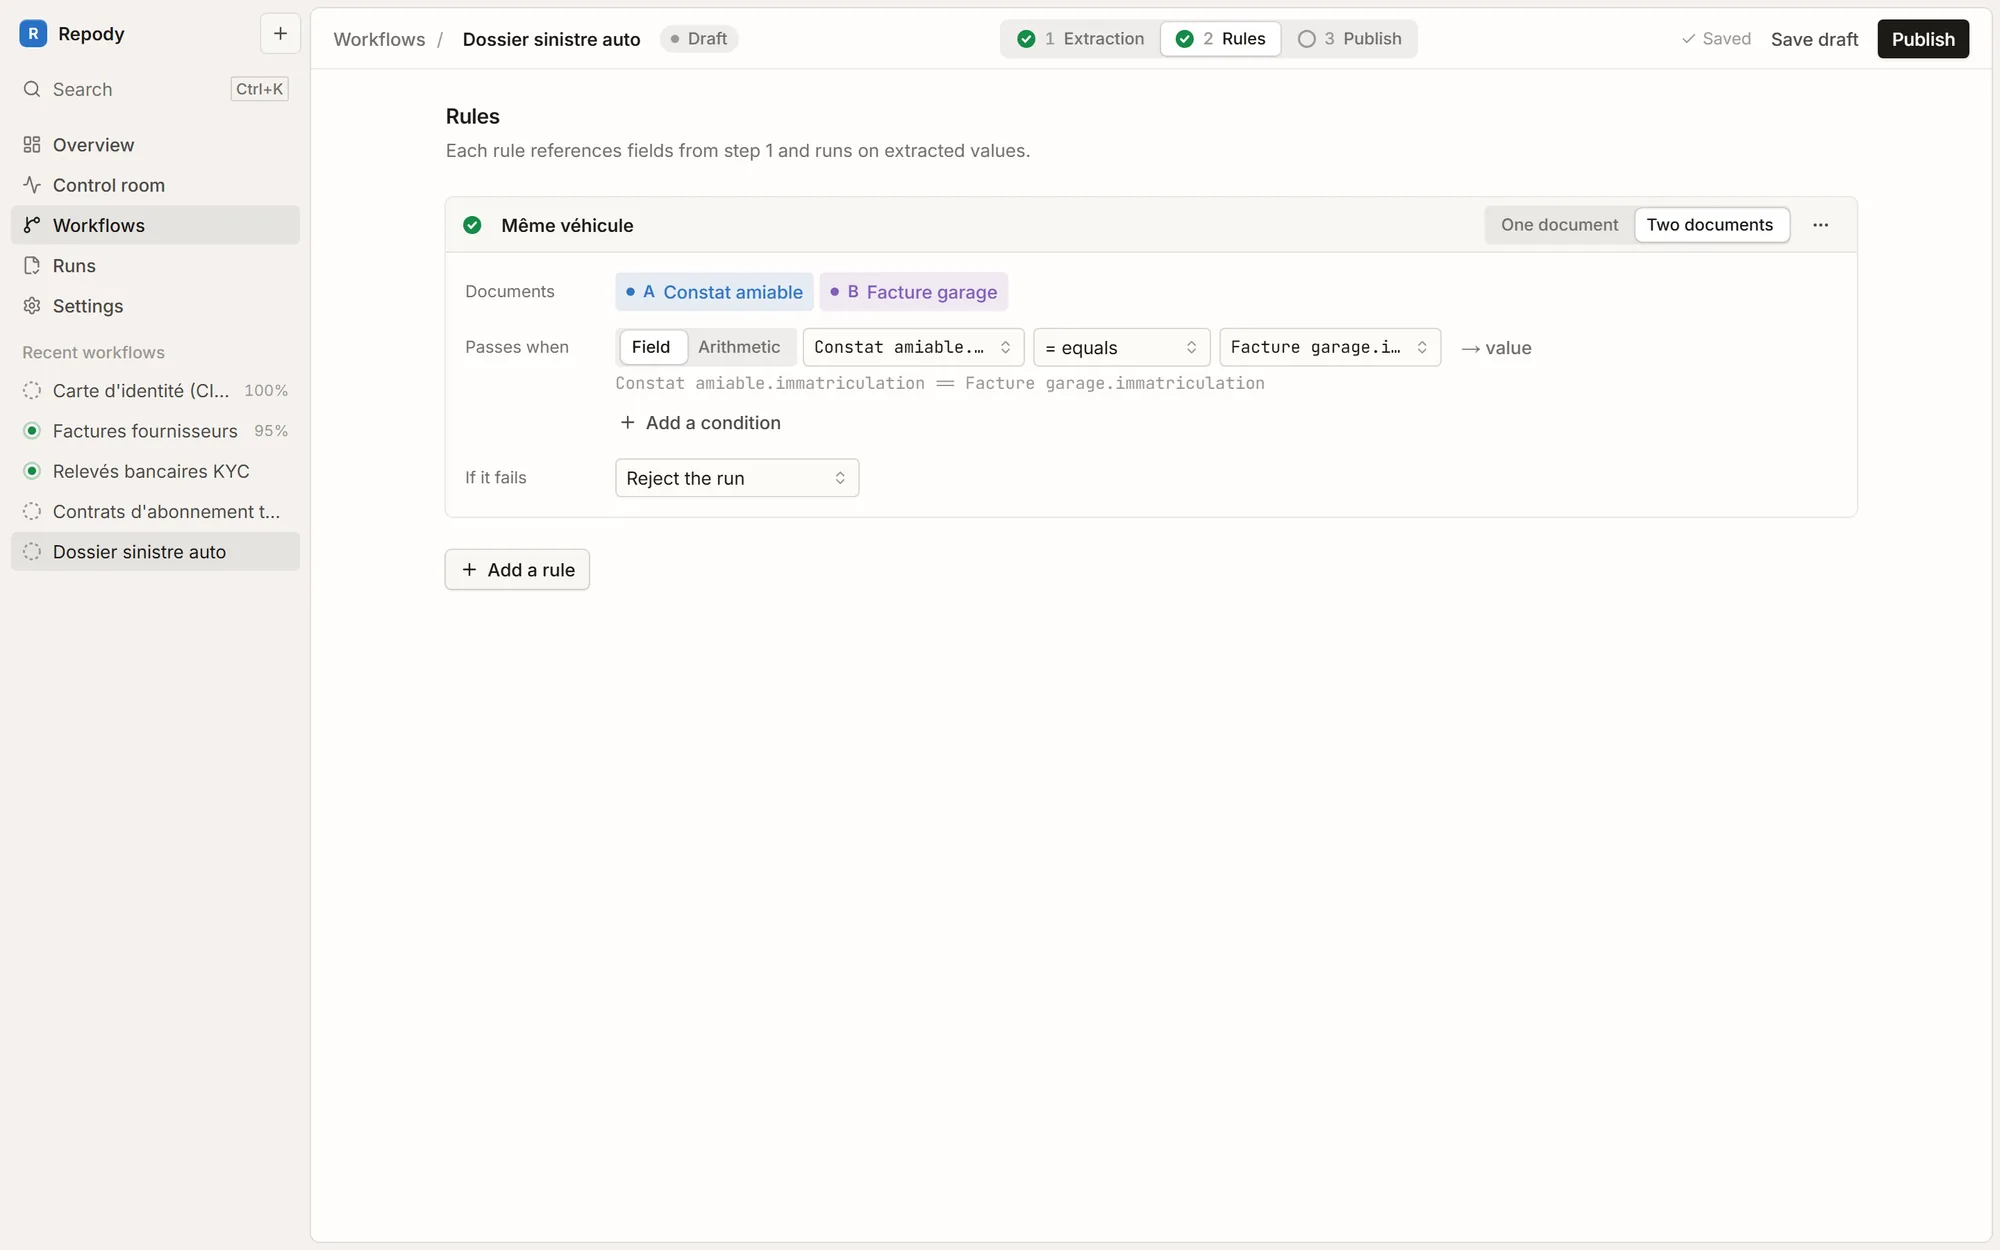 R Repody
Search Ctrl+K
Overview
Control room
Workflows
Runs
Settings
Recent workflows
Carte d'identité (CI... 100%
Factures fournisseurs 95%
Relevés bancaires KYC
Contrats d'abonnement t...
Dossier sinistre auto
Workflows / Dossier sinistre auto Draft
1 Extraction 2 Rules 3 Publish
Saved Save draft Publish
Rules
Each rule references fields from step 1 and runs on extracted values.
Même véhicule One document Two documents ...
Documents A Constat amiable B Facture garage
Passes when Field Arithmetic Constat amiable.... = equals Facture garage.i... → value
Constat amiable.immatriculation == Facture garage.immatriculation
+ Add a condition
If it fails Reject the run
+ Add a rule